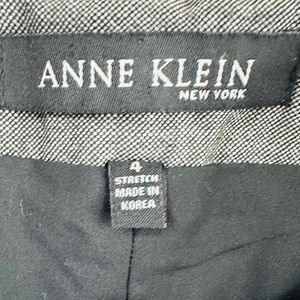 ANNE KLEIN
NEW YORK
4
STRETCH
MADE IN
KOREA